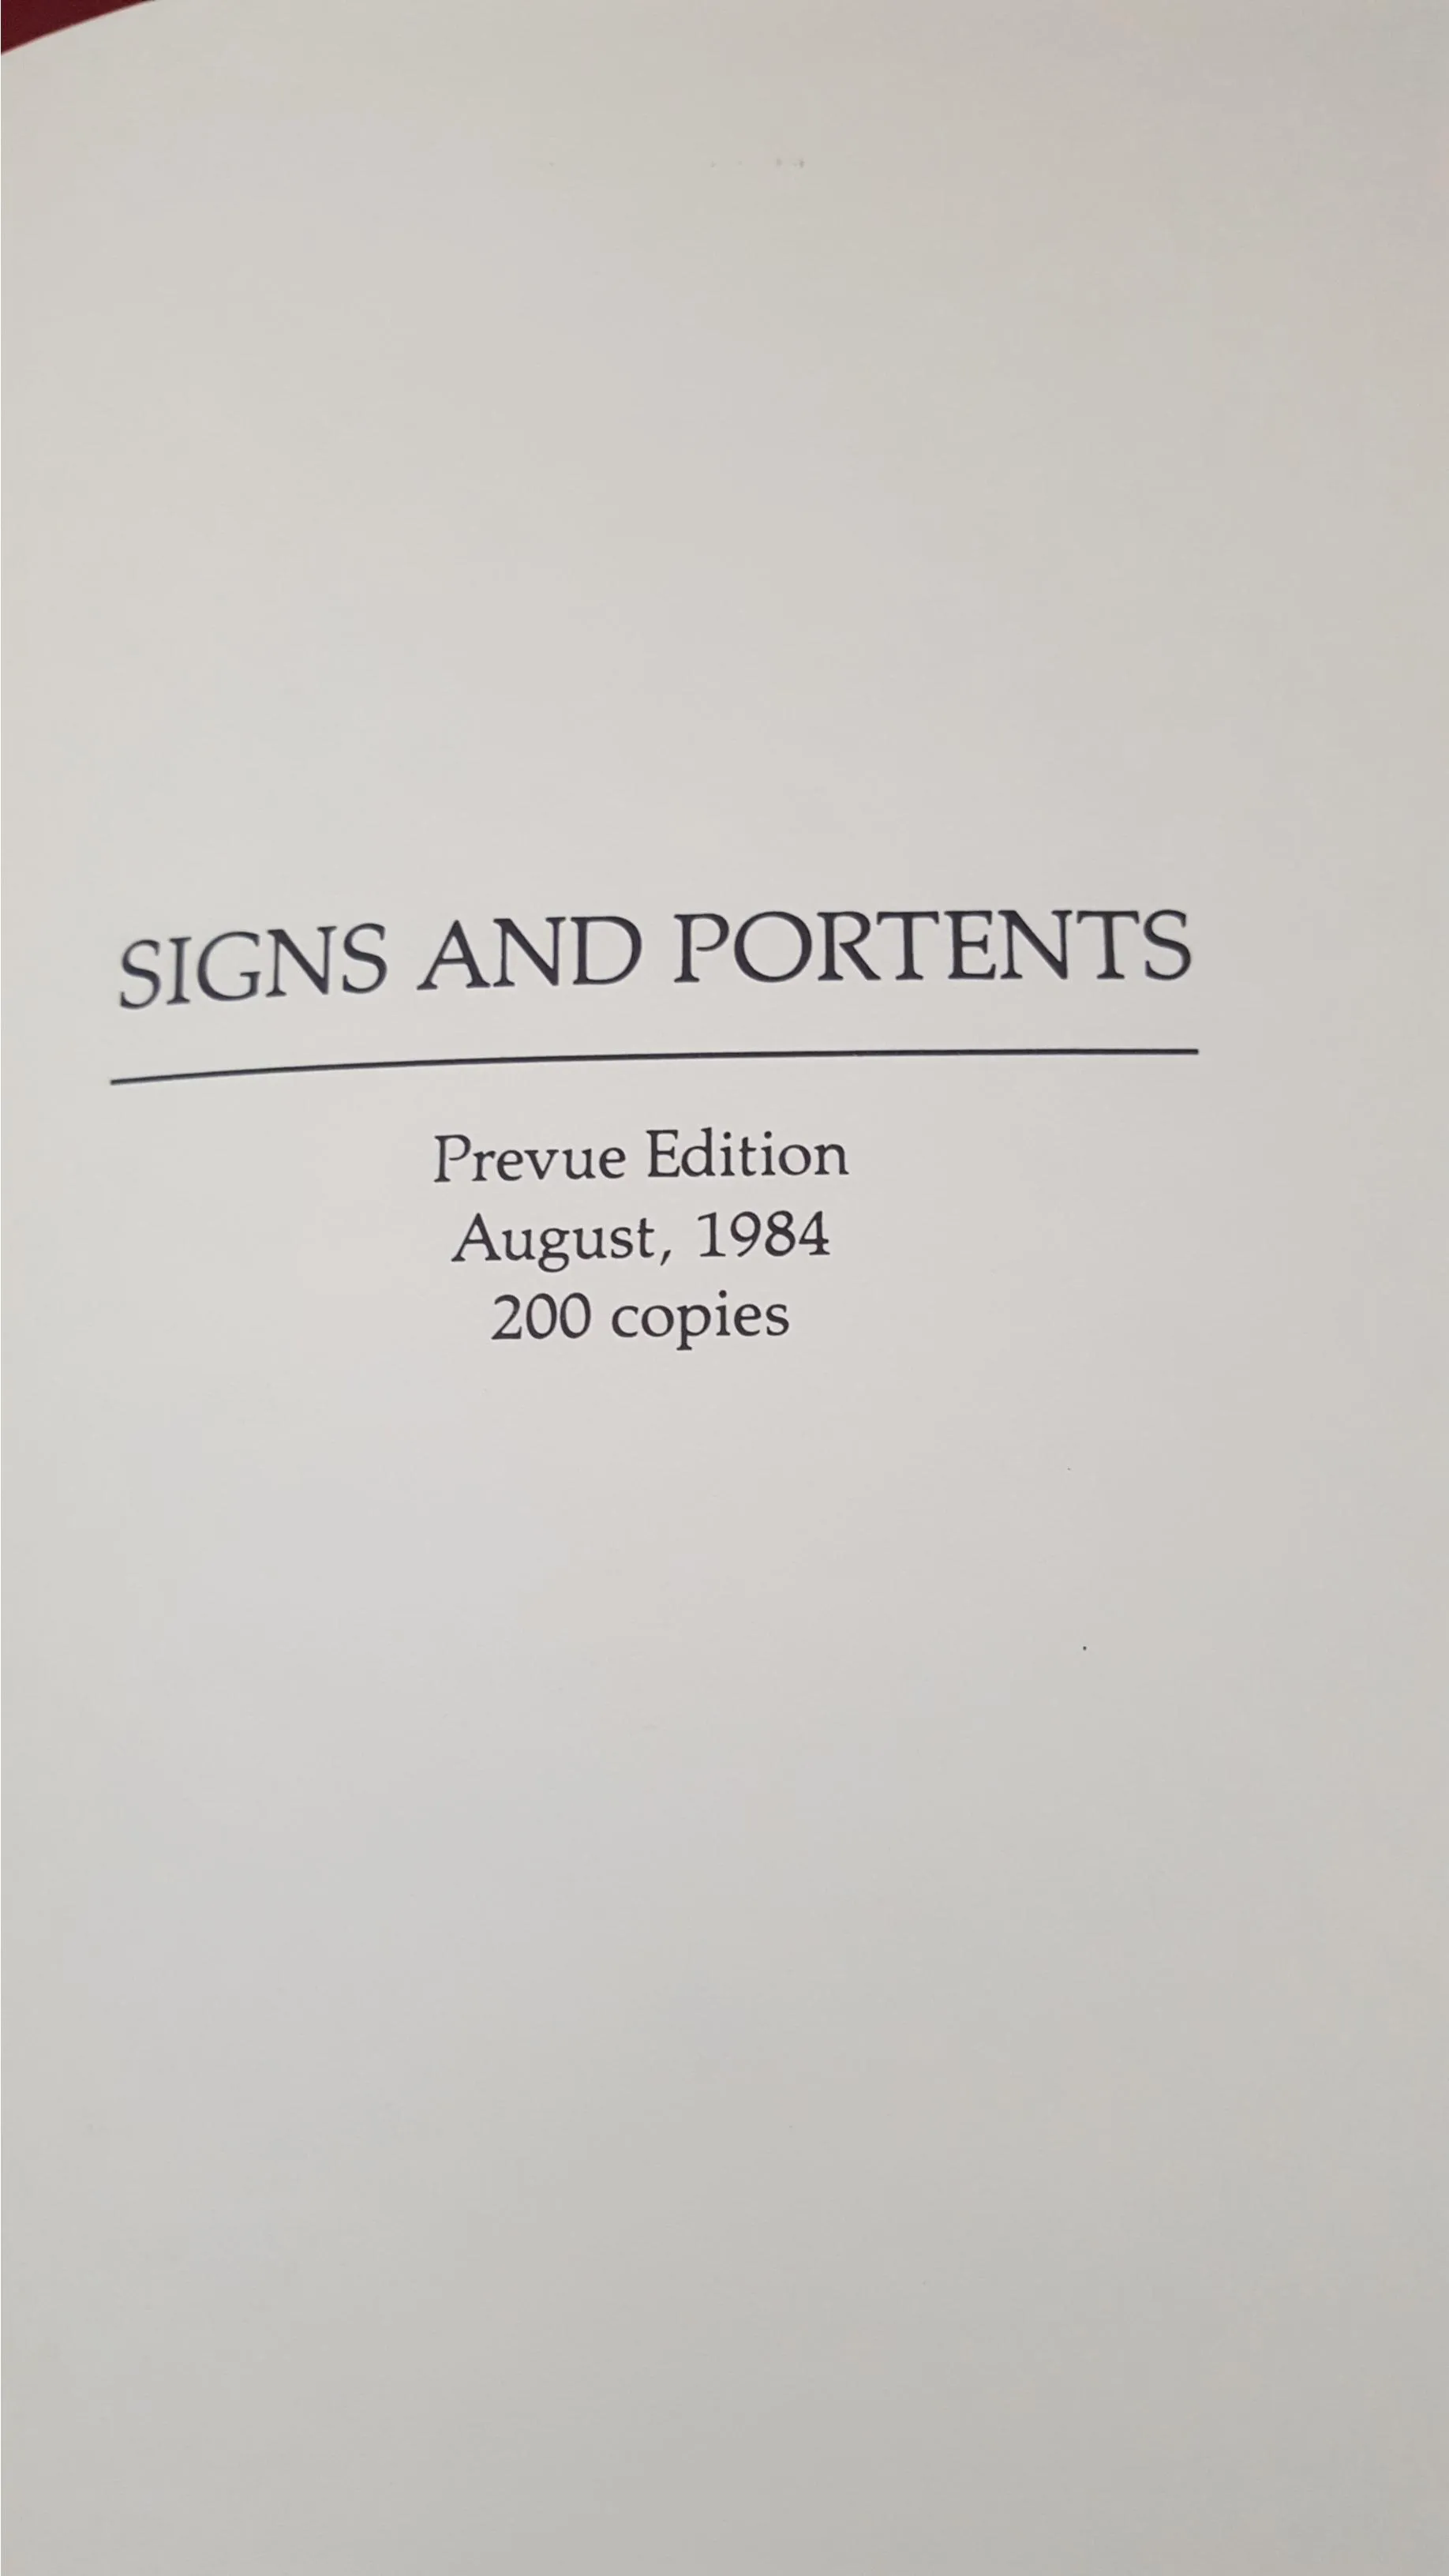 SIGNS AND PORTENTS
Prevue Edition
August, 1984
200 copies